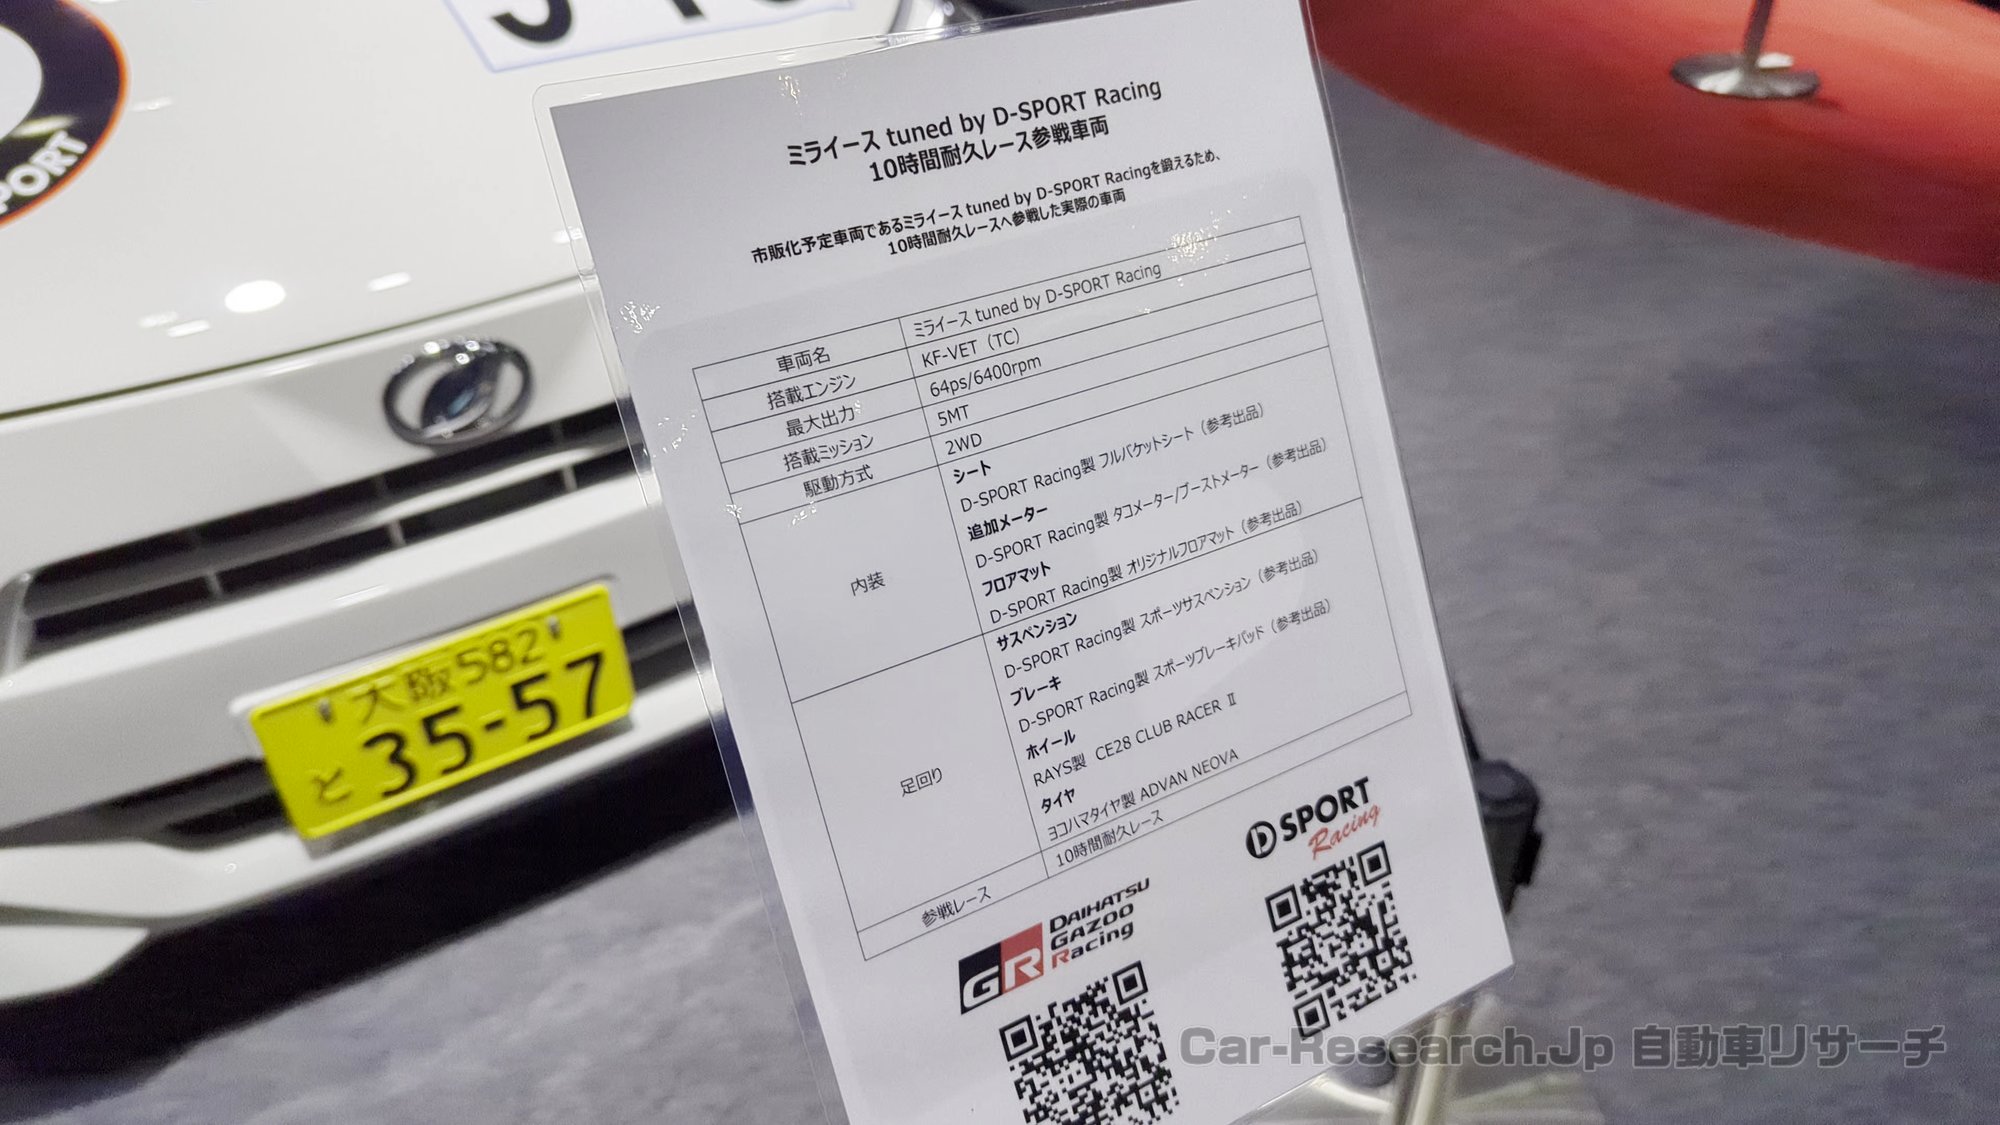 PORT
ミライース tuned by D-SPORT Racing
10時間耐久レース参戦車両
市販化予定車両であるミライース tuned by D-SPORT Racingを鍛えるため、
10時間耐久レースへ参戦した実際の車両
車両名 ミライース tuned by D-SPORT Racing
搭載エンジン KF-VET（TC）
最大出力 64ps/6400rpm
搭載ミッション 5MT
駆動方式 2WD
内装
シート
D-SPORT Racing製 フルバケットシート（参考出品）
追加メーター
D-SPORT Racing製 タコメーター/ブーストメーター（参考出品）
フロアマット
D-SPORT Racing製 オリジナルフロアマット（参考出品）
足回り
サスペンション
D-SPORT Racing製 スポーツサスペンション（参考出品）
ブレーキ
D-SPORT Racing製 スポーツブレーキパッド（参考出品）
ホイール
RAYS製 CE28 CLUB RACER Ⅱ
タイヤ
ヨコハマタイヤ製 ADVAN NEOVA
参戦レース 10時間耐久レース
GR DAIHATSU
GAZOO
Racing
D SPORT
Racing
大阪 582
と 35-57
Car-Research.Jp 自動車リサーチ